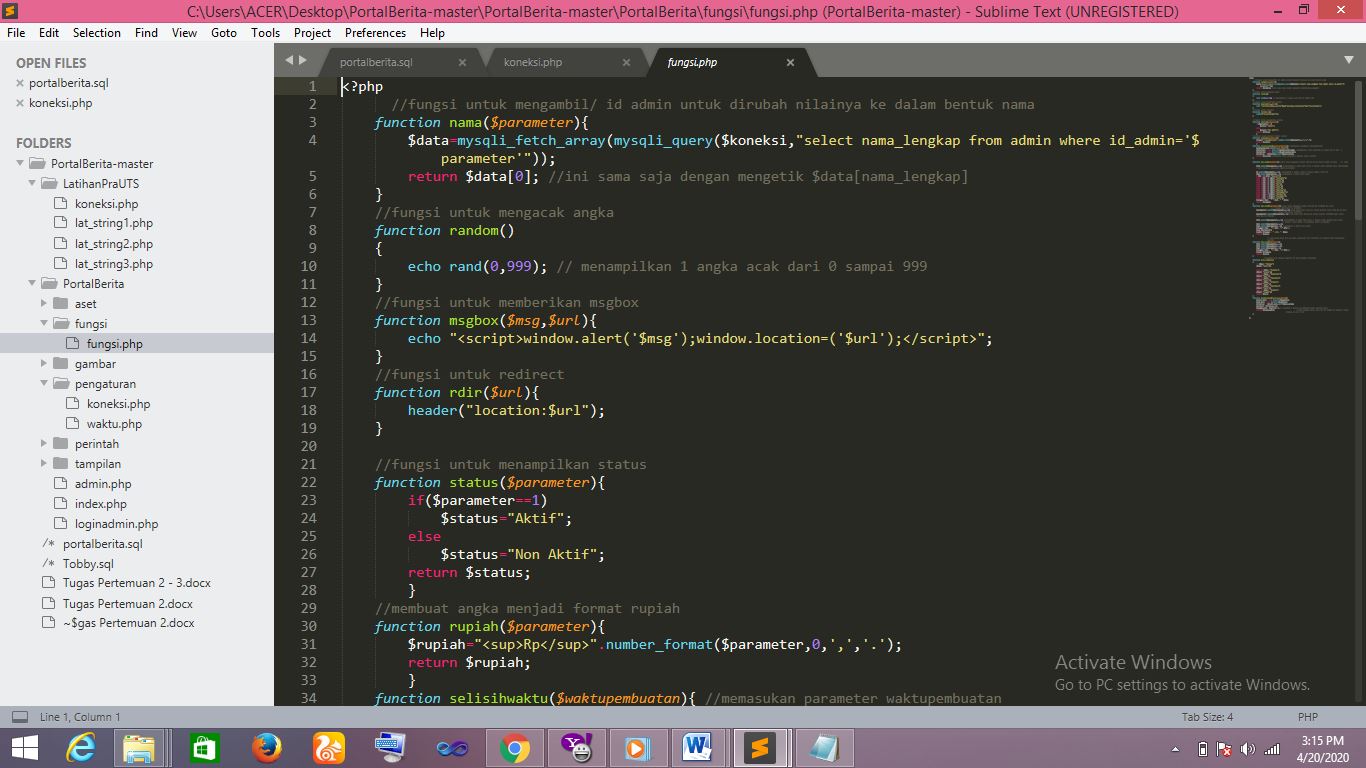 C:\Users\ACER\Desktop\PortalBerita-master\PortalBerita-master\PortalBerita\fungsi\fungsi.php (PortalBerita-master) - Sublime Text (UNREGISTERED)
File Edit Selection Find View Goto Tools Project Preferences Help
OPEN FILES
portalberita.sql
koneksi.php
FOLDERS
PortalBerita-master
LatihanPraUTS
koneksi.php
lat_string1.php
lat_string2.php
lat_string3.php
PortalBerita
aset
fungsi
fungsi.php
gambar
pengaturan
koneksi.php
waktu.php
perintah
tampilan
admin.php
index.php
loginadmin.php
/* portalberita.sql
/* Tobby.sql
Tugas Pertemuan 2 - 3.docx
Tugas Pertemuan 2.docx
~$gas Pertemuan 2.docx
portalberita.sql × koneksi.php × fungsi.php ×
1 <?php
2 //fungsi untuk mengambil/ id admin untuk dirubah nilainya ke dalam bentuk nama
3 function nama($parameter){
4 $data=mysqli_fetch_array(mysqli_query($koneksi,"select nama_lengkap from admin where id_admin='$
parameter'"));
5 return $data[0]; //ini sama saja dengan mengetik $data[nama_lengkap]
6 }
7 //fungsi untuk mengacak angka
8 function random()
9 {
10 echo rand(0,999); // menampilkan 1 angka acak dari 0 sampai 999
11 }
12 //fungsi untuk memberikan msgbox
13 function msgbox($msg,$url){
14 echo "<script>window.alert('$msg');window.location=('$url');</script>";
15 }
16 //fungsi untuk redirect
17 function rdir($url){
18 header("location:$url");
19 }
20
21 //fungsi untuk menampilkan status
22 function status($parameter){
23 if($parameter==1)
24 $status="Aktif";
25 else
26 $status="Non Aktif";
27 return $status;
28 }
29 //membuat angka menjadi format rupiah
30 function rupiah($parameter){
31 $rupiah="<sup>Rp</sup>".number_format($parameter,0,',','.');
32 return $rupiah;
33 }
34 function selisihwaktu($waktupembuatan){ //memasukan parameter waktupembuatan
Activate Windows
Go to PC settings to activate Windows.
Line 1, Column 1 Tab Size: 4 PHP
3:15 PM
4/20/2020